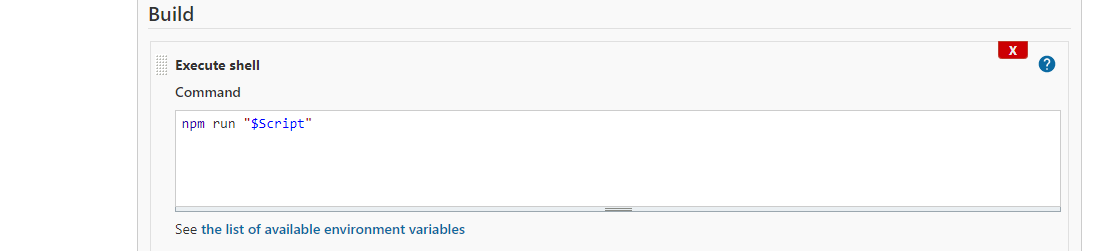 Build
X
Execute shell
?
Command
npm run "$Script"
See the list of available environment variables